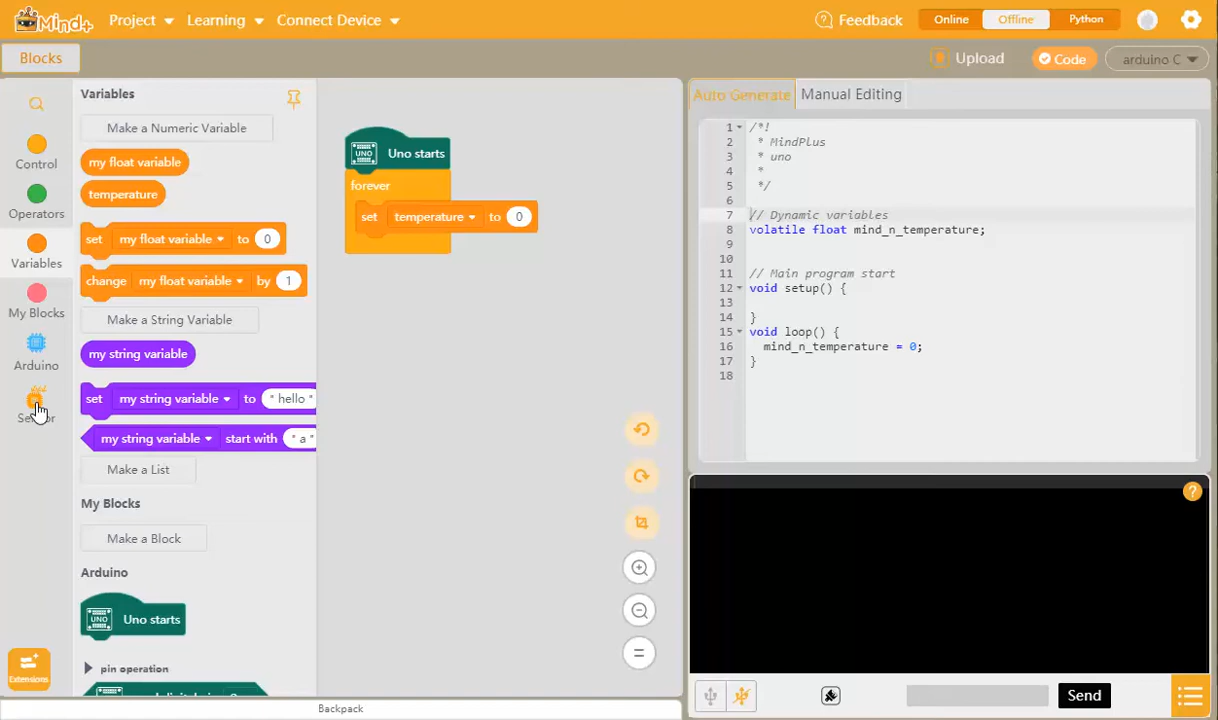 Mind+ Project Learning Connect Device Feedback Online Offline Python
Blocks Upload Code arduino C
Variables
Make a Numeric Variable
my float variable
temperature
set my float variable to 0
change my float variable by 1
Make a String Variable
my string variable
set my string variable to "hello"
my string variable start with "a"
Make a List
My Blocks
Make a Block
Arduino
UNO Uno starts
pin operation
Control
Operators
Variables
My Blocks
Arduino
Extensions
UNO Uno starts
forever
set temperature to 0
Backpack
Auto Generate Manual Editing
1 /*!
2 * MindPlus
3 * uno
4 *
5 */
6
7 // Dynamic variables
8 volatile float mind_n_temperature;
9
10
11 // Main program start
12 void setup() {
13
14 }
15 void loop() {
16 mind_n_temperature = 0;
17 }
18
?
Send